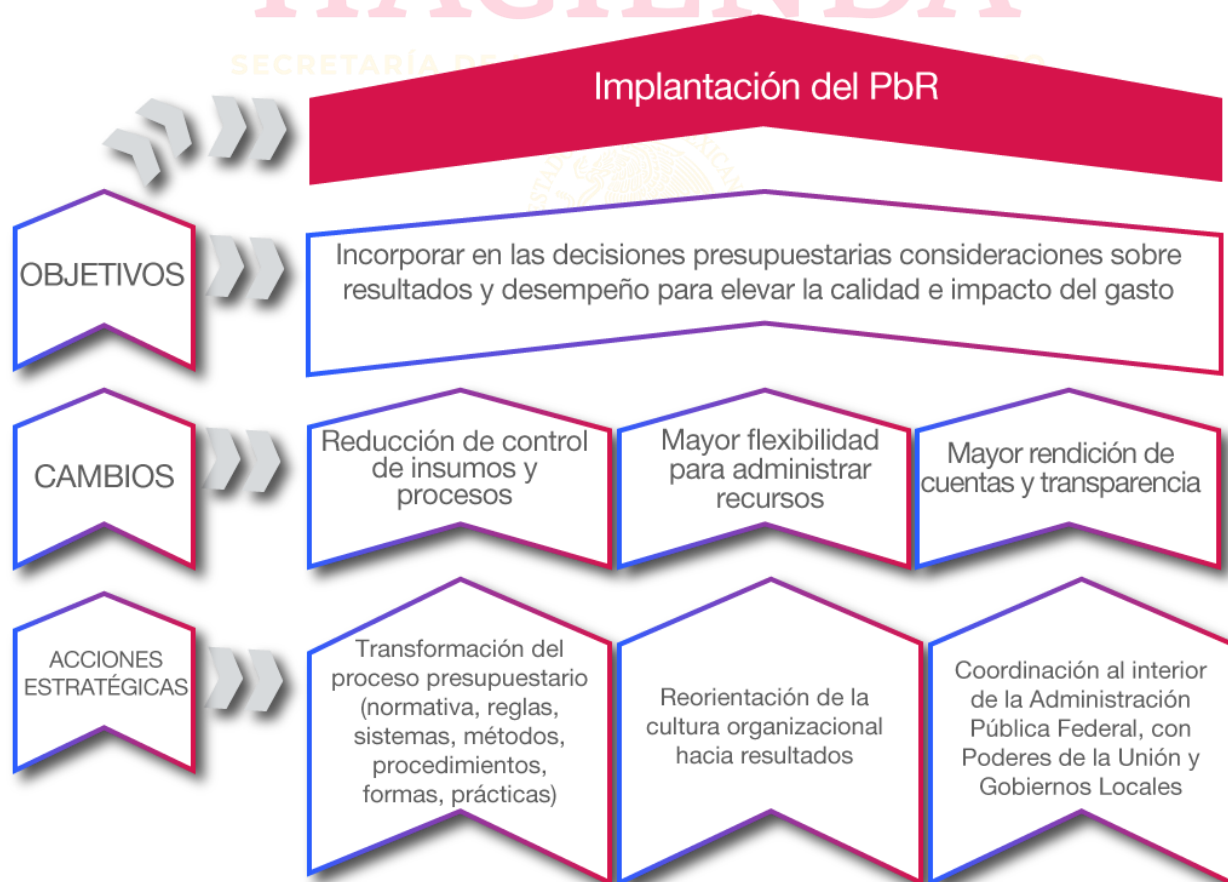 HACIENDA
SECRETARÍA DE
Implantación del PbR
OBJETIVOS
Incorporar en las decisiones presupuestarias consideraciones sobre
resultados y desempeño para elevar la calidad e impacto del gasto
CAMBIOS
Reducción de control
de insumos y
procesos
Mayor flexibilidad
para administrar
recursos
Mayor rendición de
cuentas y transparencia
ACCIONES
ESTRATÉGICAS
Transformación del
proceso presupuestario
(normativa, reglas,
sistemas, métodos,
procedimientos,
formas, prácticas)
Reorientación de la
cultura organizacional
hacia resultados
Coordinación al interior
de la Administración
Pública Federal, con
Poderes de la Unión y
Gobiernos Locales